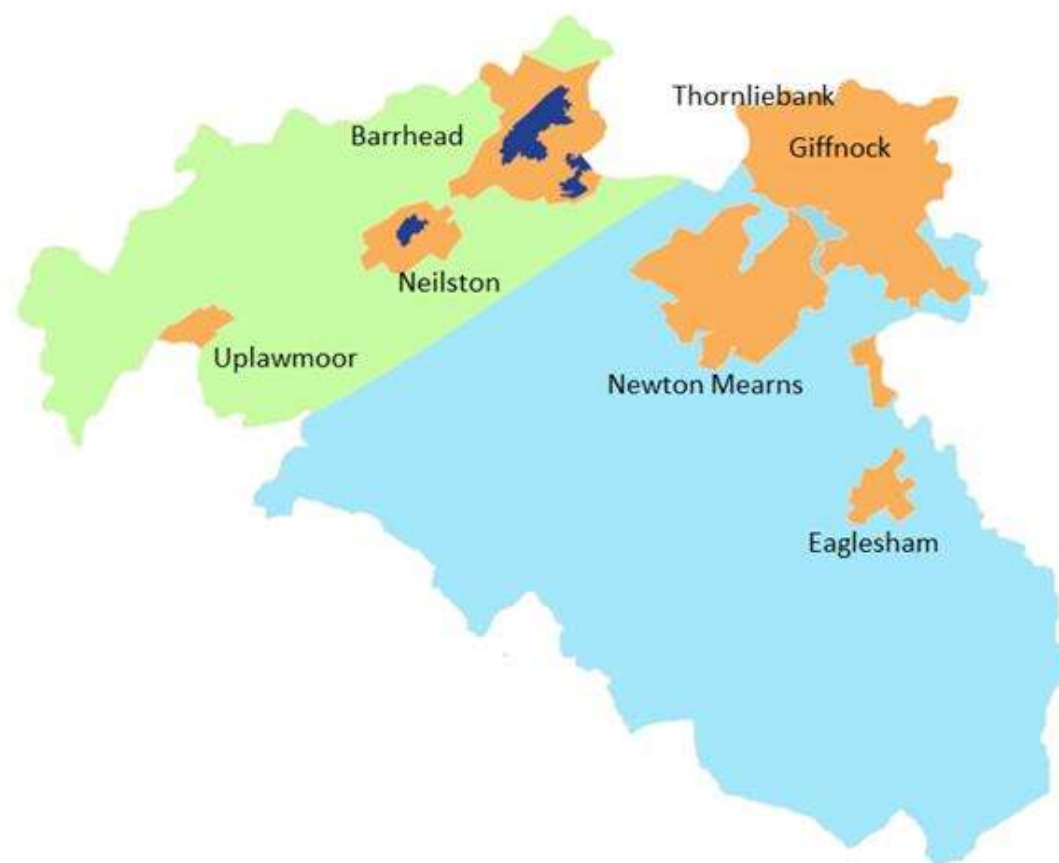 Thornliebank
Barrhead
Giffnock
Neilston
Uplawmoor
Newton Mearns
Eaglesham